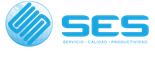 SES
SERVICIO - CALIDAD - PRODUCTIVIDAD